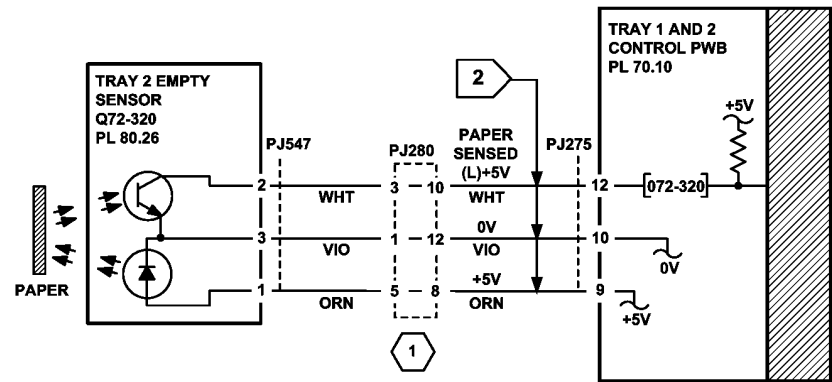 TRAY 2 EMPTY
SENSOR
Q72-320
PL 80.26
PAPER
PJ547
2
WHT
3
VIO
1
ORN
PJ280
3 10
1 12
5 8
1
2
PAPER
SENSED
(L)+5V
WHT
0V
VIO
+5V
ORN
PJ275
TRAY 1 AND 2
CONTROL PWB
PL 70.10
+5V
12
[072-320]
10
0V
9
+5V